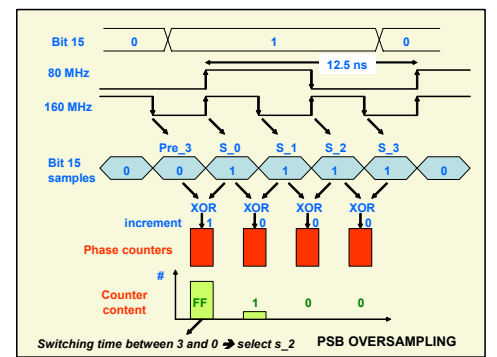 Bit 15 0 1 0
12.5 ns
80 MHz
160 MHz
Pre_3 S_0 S_1 S_2 S_3
Bit 15 samples 0 0 1 1 1 1 0
XOR XOR XOR XOR
increment 1 0 0 0
Phase counters
#
Counter content FF 1 0 0
Switching time between 3 and 0 ➔ select s_2 PSB OVERSAMPLING